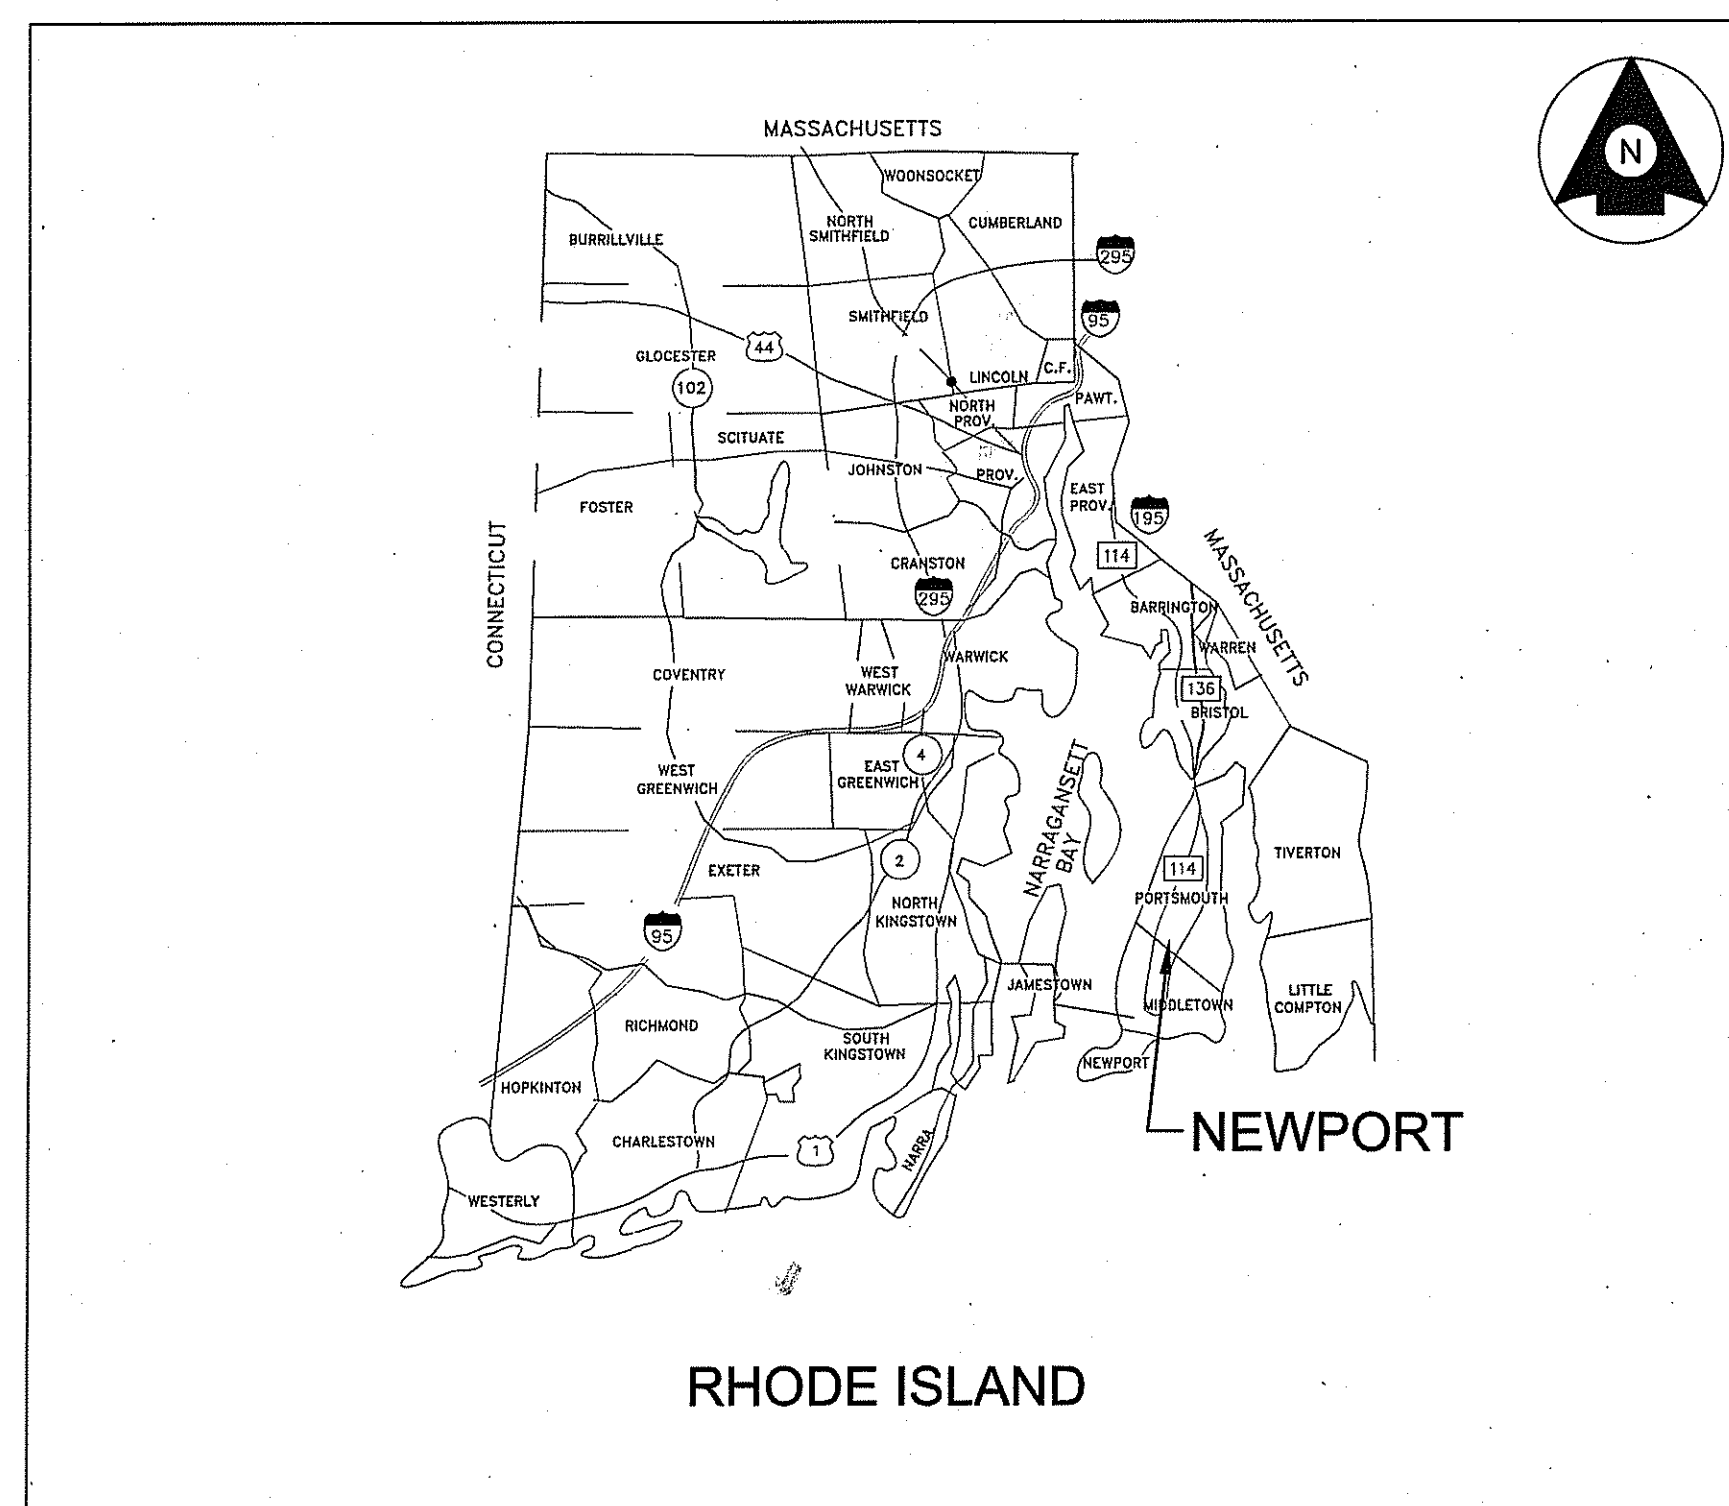 MASSACHUSETTS
N
WOONSOCKET
NORTH
SMITHFIELD
CUMBERLAND
BURRILLVILLE
295
SMITHFIELD
95
44
GLOCESTER
102
LINCOLN
C.F.
NORTH
PROV.
PAWT.
SCITUATE
JOHNSTON
PROV.
EAST
PROV.
FOSTER
195
114
CONNECTICUT
MASSACHUSETTS
CRANSTON
295
BARRINGTON
WARREN
COVENTRY
WEST
WARWICK
WARWICK
136
BRISTOL
4
WEST
GREENWICH
EAST
GREENWICH
NARRAGANSETT
BAY
2
EXETER
TIVERTON
114
PORTSMOUTH
NORTH
KINGSTOWN
95
JAMESTOWN
MIDDLETOWN
LITTLE
COMPTON
RICHMOND
SOUTH
KINGSTOWN
NEWPORT
HOPKINTON
NEWPORT
CHARLESTOWN
1
NARRA
WESTERLY
RHODE ISLAND